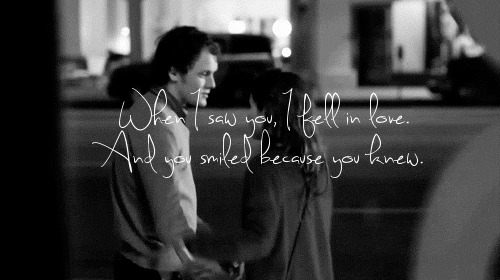 When I saw you, I fell in love.
And you smiled because you knew.